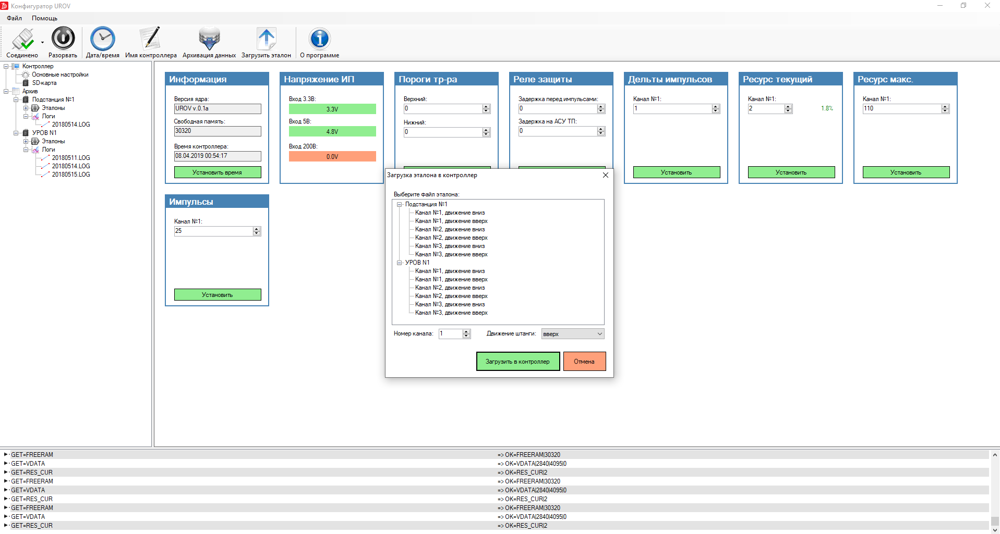 Конфигуратор UROV
Файл Помощь
Соединено Разорвать Дата/время Имя контроллера Архивация данных Загрузить эталон О программе
Контроллер
Основные настройки
SD-карта
Архив
Подстанция №1
Эталоны
Логи
20180514.LOG
УРОВ N1
Эталоны
Логи
20180511.LOG
20180514.LOG
20180515.LOG
Информация
Версия ядра:
UROV v.0.1a
Свободная память:
30320
Время контроллера:
08.04.2019 00:54:17
Установить время
Напряжение ИП
Вход 3.3В:
3.3V
Вход 5В:
4.8V
Вход 200В:
0.0V
Пороги тр-ра
Верхний:
0
Нижний:
0
Реле защиты
Задержка перед импульсами:
0
Задержка на АСУ ТП:
0
Дельты импульсов
Канал №1:
1
Установить
Ресурс текущий
Канал №1:
2 1.8%
Установить
Ресурс макс.
Канал №1:
110
Установить
Импульсы
Канал №1:
25
Установить
Загрузка эталона в контроллер
Выберите файл эталона:
Подстанция №1
Канал №1, движение вниз
Канал №1, движение вверх
Канал №2, движение вниз
Канал №2, движение вверх
Канал №3, движение вниз
Канал №3, движение вверх
УРОВ N1
Канал №1, движение вниз
Канал №1, движение вверх
Канал №2, движение вниз
Канал №2, движение вверх
Канал №3, движение вниз
Канал №3, движение вверх
Номер канала: 1 Движение штанги: вверх
Загрузить в контроллер Отмена
GET=FREERAM => OK=FREERAM|30320
GET=VDATA => OK=VDATA|2840|4095|0
GET=RES_CUR => OK=RES_CUR|2
GET=FREERAM => OK=FREERAM|30320
GET=VDATA => OK=VDATA|2840|4095|0
GET=RES_CUR => OK=RES_CUR|2
GET=FREERAM => OK=FREERAM|30320
GET=VDATA => OK=VDATA|2840|4095|0
GET=RES_CUR => OK=RES_CUR|2